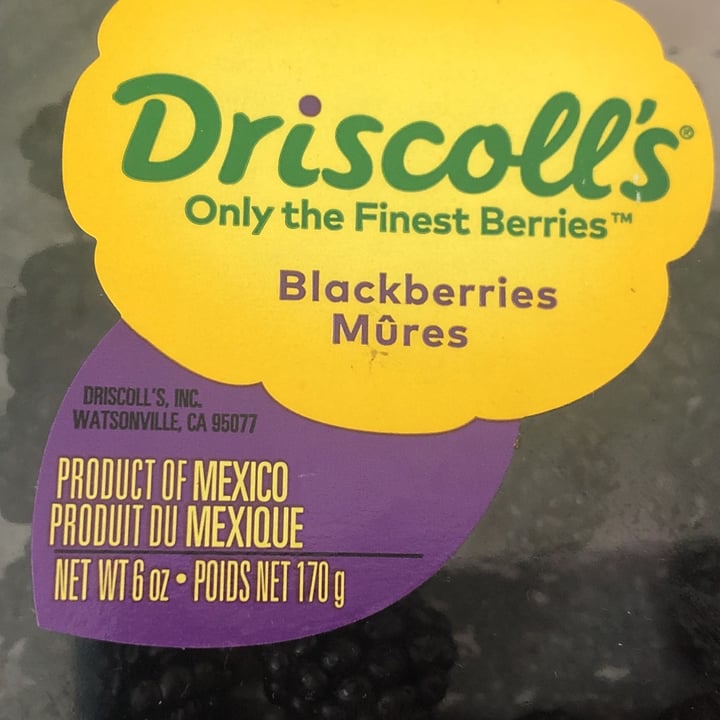 Driscoll's®
Only the Finest Berries™
Blackberries
Mûres
DRISCOLL'S, INC.
WATSONVILLE, CA 95077
PRODUCT OF MEXICO
PRODUIT DU MEXIQUE
NET WT 6 oz • POIDS NET 170 g